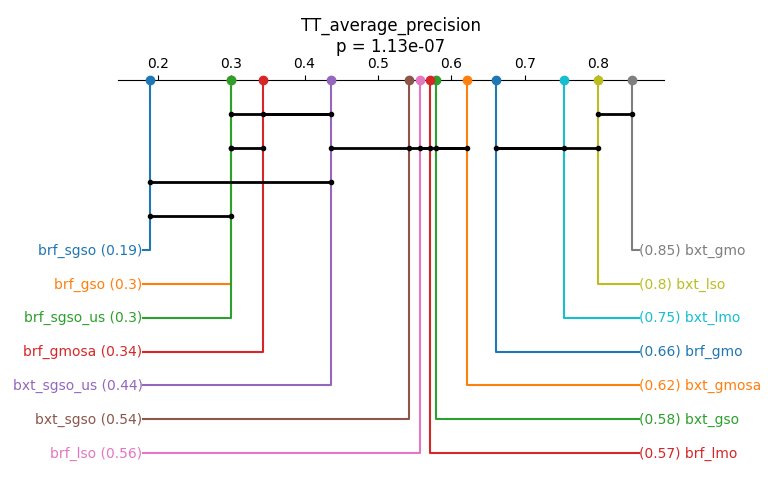 TT_average_precision
p = 1.13e-07
0.2 0.3 0.4 0.5 0.6 0.7 0.8
brf_sgso (0.19) (0.85) bxt_gmo
brf_gso (0.3) (0.8) bxt_lso
brf_sgso_us (0.3) (0.75) bxt_lmo
brf_gmosa (0.34) (0.66) brf_gmo
bxt_sgso_us (0.44) (0.62) bxt_gmosa
bxt_sgso (0.54) (0.58) bxt_gso
brf_lso (0.56) (0.57) brf_lmo